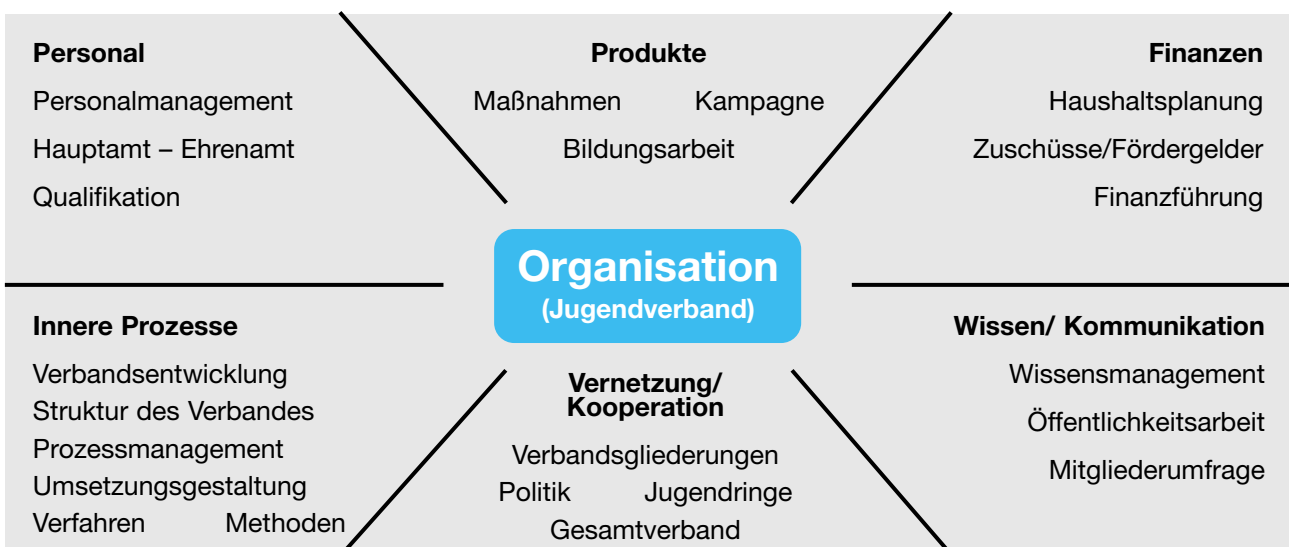 Personal
Personalmanagement
Hauptamt – Ehrenamt
Qualifikation
Produkte
Maßnahmen Kampagne
Bildungsarbeit
Finanzen
Haushaltsplanung
Zuschüsse/Fördergelder
Finanzführung
Organisation
(Jugendverband)
Innere Prozesse
Verbandsentwicklung
Struktur des Verbandes
Prozessmanagement
Umsetzungsgestaltung
Verfahren Methoden
Vernetzung/
Kooperation
Verbandsgliederungen
Politik Jugendringe
Gesamtverband
Wissen/ Kommunikation
Wissensmanagement
Öffentlichkeitsarbeit
Mitgliederumfrage